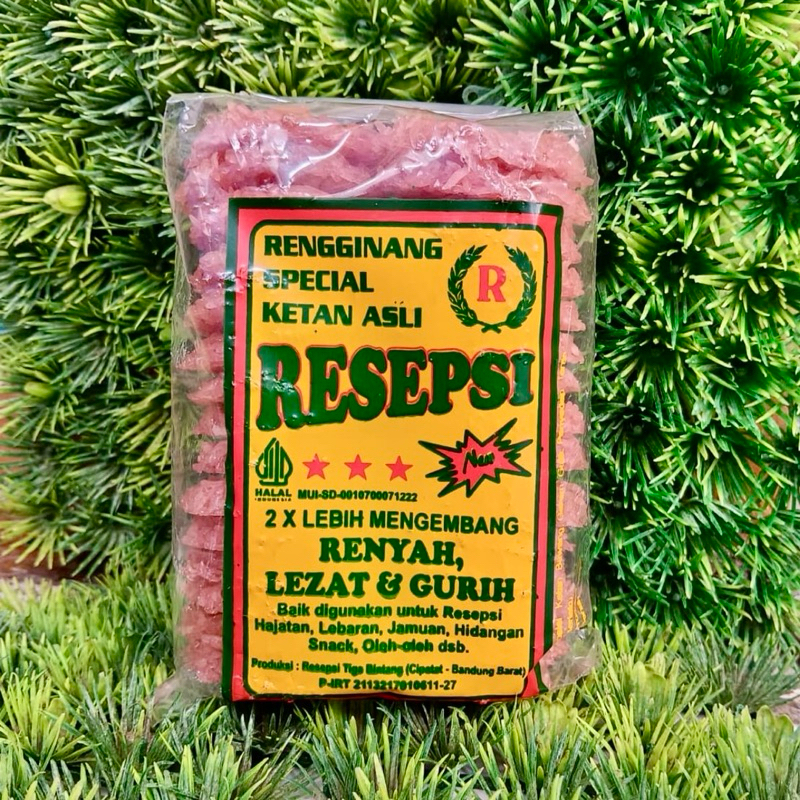 RENGGINANG
SPECIAL
KETAN ASLI
R
RESEPSI
New
HALAL
INDONESIA
MUI-SD-0010700071222
2 X LEBIH MENGEMBANG
RENYAH,
LEZAT & GURIH
Baik digunakan untuk Resepsi
Hajatan, Lebaran, Jamuan, Hidangan
Snack, Oleh-oleh dsb.
Produksi : Resepsi Tiga Bintang (Cipatat - Bandung Barat)
P-IRT 2113217010611-27